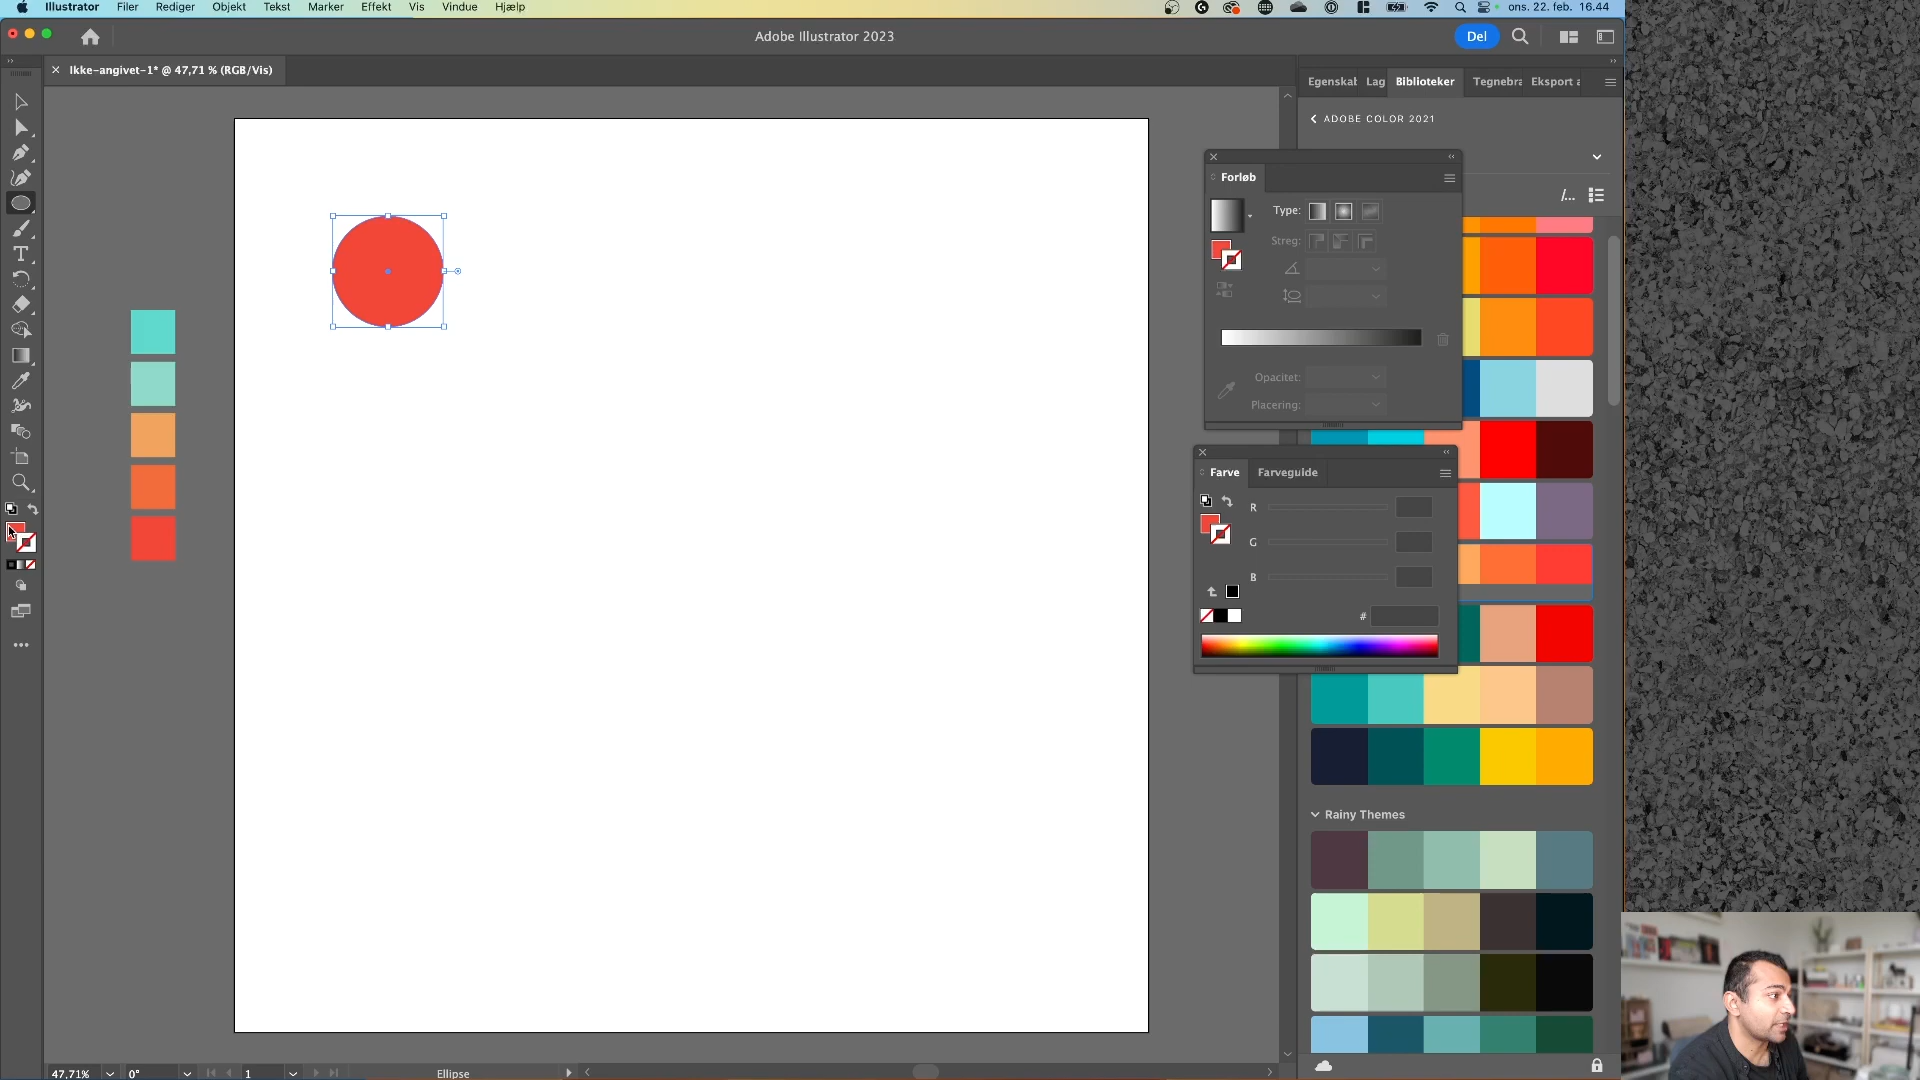 Illustrator Filer Rediger Objekt Tekst Marker Effekt Vis Vindue Hjælp ons. 22. feb. 16.44
Adobe Illustrator 2023
Del
Ikke-angivet-1* @ 47,71 % (RGB/Vis)
Egenskal Lag Biblioteker Tegnebra Eksport a
ADOBE COLOR 2021
Forløb
Type:
Streg:
Opacitet:
Placering:
Farve Farveguide
R
G
B
#
Rainy Themes
47,71% 0° 1 Ellipse